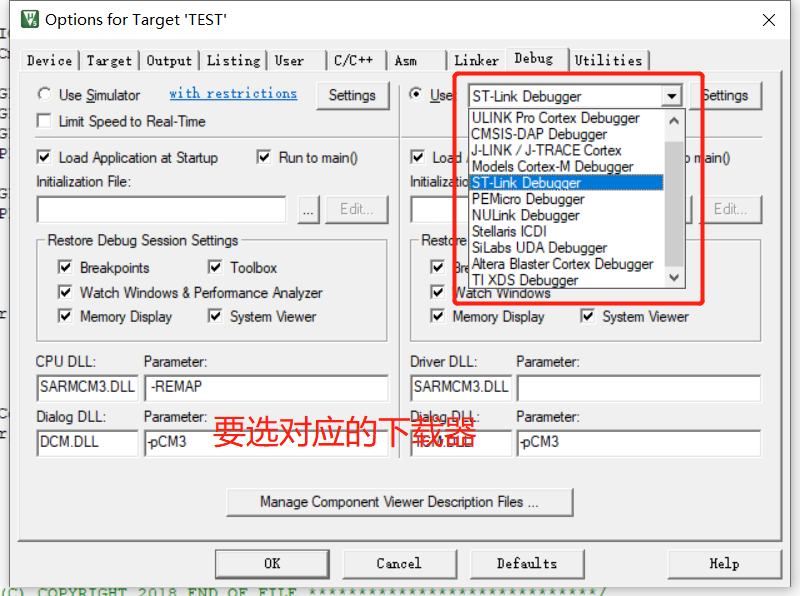 Options for Target 'TEST'
Device Target Output Listing User C/C++ Asm Linker Debug Utilities
Use Simulator with restrictions Settings
Use: ST-Link Debugger Settings
Limit Speed to Real-Time
ULINK Pro Cortex Debugger
CMSIS-DAP Debugger
J-LINK / J-TRACE Cortex
Models Cortex-M Debugger
ST-Link Debugger
PEMicro Debugger
NULink Debugger
Stellaris ICDI
SiLabs UDA Debugger
Altera Blaster Cortex Debugger
TI XDS Debugger
Load Application at Startup Run to main()
main()
Initialization File:
... Edit...
Edit...
Restore Debug Session Settings
Breakpoints Toolbox
Watch Windows & Performance Analyzer
Memory Display System Viewer
Watch Windows
Memory Display System Viewer
CPU DLL: Parameter:
SARMCM3.DLL -REMAP
Driver DLL: Parameter:
SARMCM3.DLL
Dialog DLL: Parameter:
DCM.DLL -pCM3
Dialog DLL: Parameter:
-pCM3
要选对应的下载器
Manage Component Viewer Description Files ...
OK Cancel Defaults Help
(C) COPYRIGHT 2018 END OF FILE